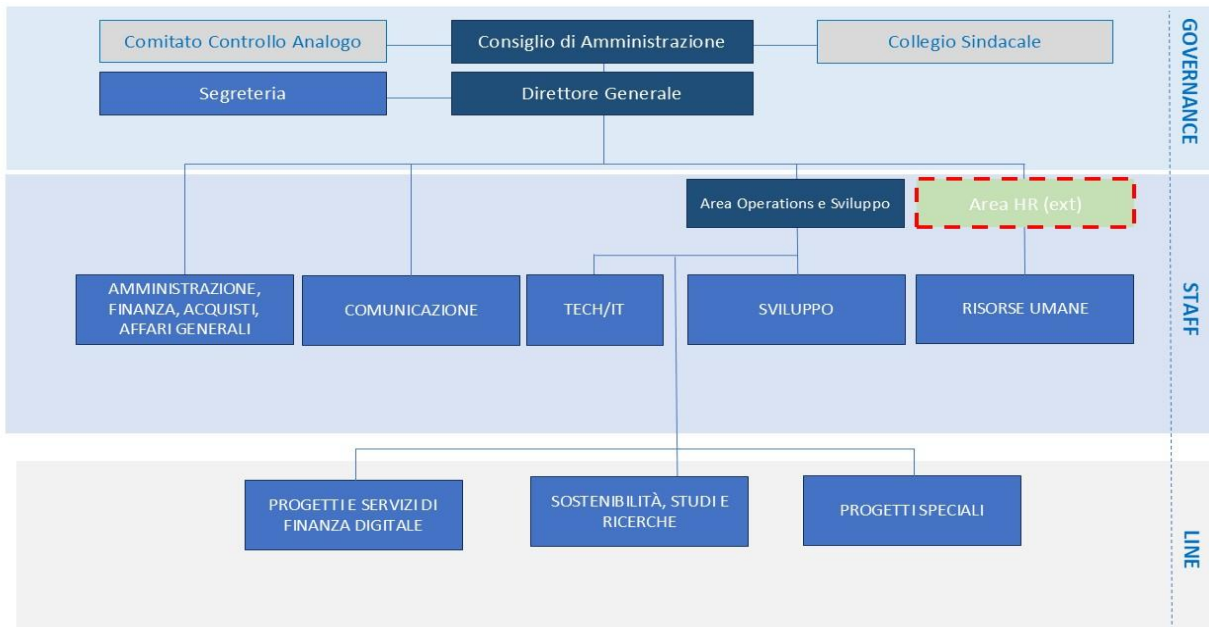 Comitato Controllo Analogo
Consiglio di Amministrazione
Collegio Sindacale
Segreteria
Direttore Generale
GOVERNANCE
Area Operations e Sviluppo
Area HR (ext)
AMMINISTRAZIONE,
FINANZA, ACQUISTI,
AFFARI GENERALI
COMUNICAZIONE
TECH/IT
SVILUPPO
RISORSE UMANE
STAFF
PROGETTI E SERVIZI DI
FINANZA DIGITALE
SOSTENIBILITÀ, STUDI E
RICERCHE
PROGETTI SPECIALI
LINE